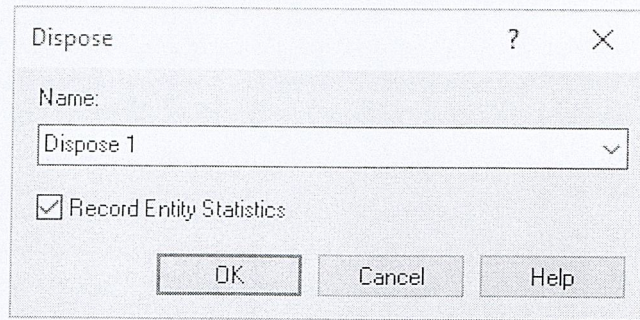 Dispose ?
Name:
Dispose 1
Record Entity Statistics
OK Cancel Help